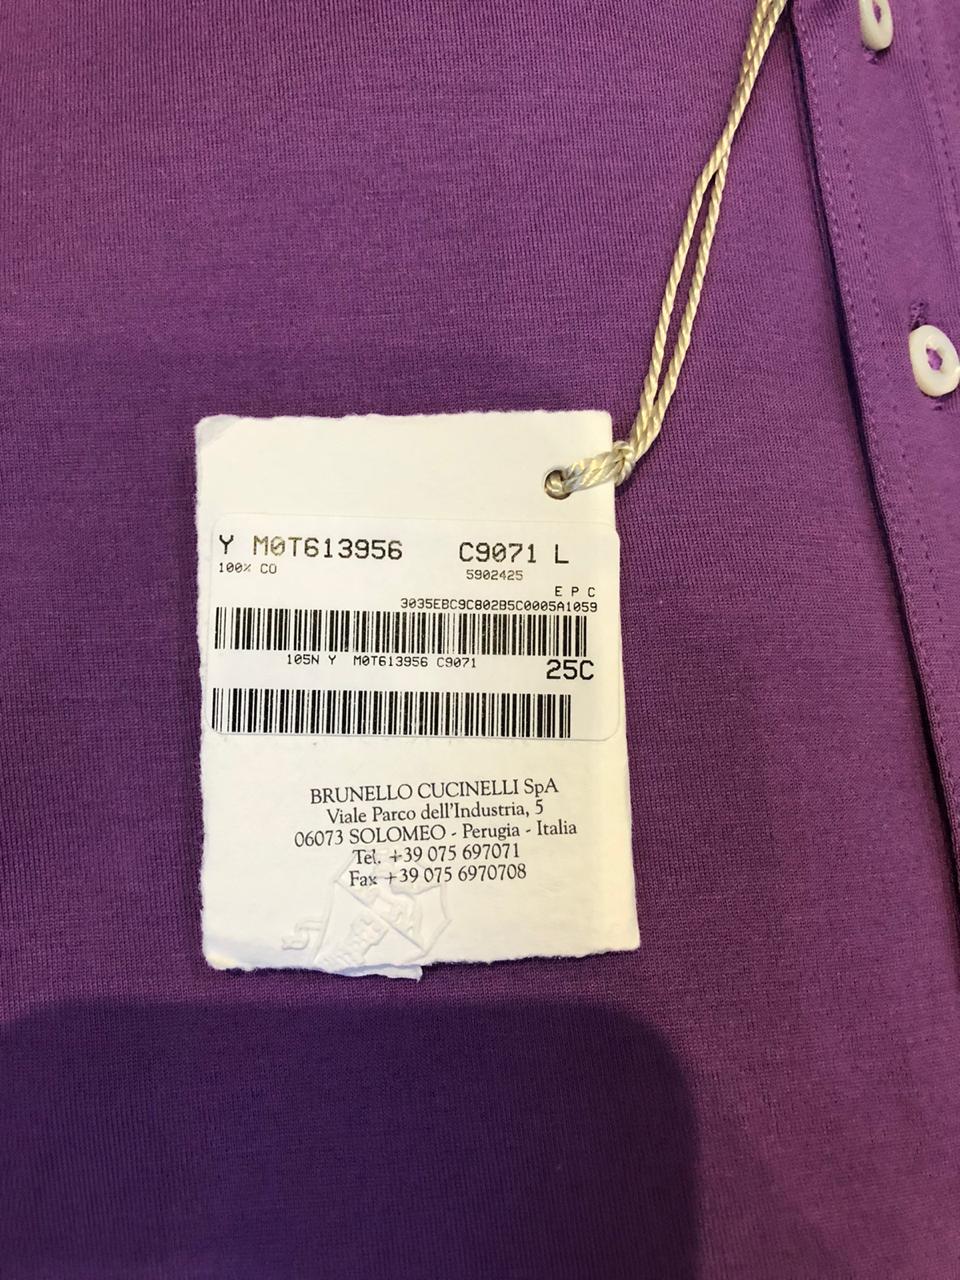 Y M0T613956 C9071 L
100% CO 5902425
E P C
3035EBC9C802B5C0005A1059
105N Y M0T613956 C9071
25C
BRUNELLO CUCINELLI SpA
Viale Parco dell'Industria, 5
06073 SOLOMEO - Perugia - Italia
Tel. +39 075 697071
Fax +39 075 6970708